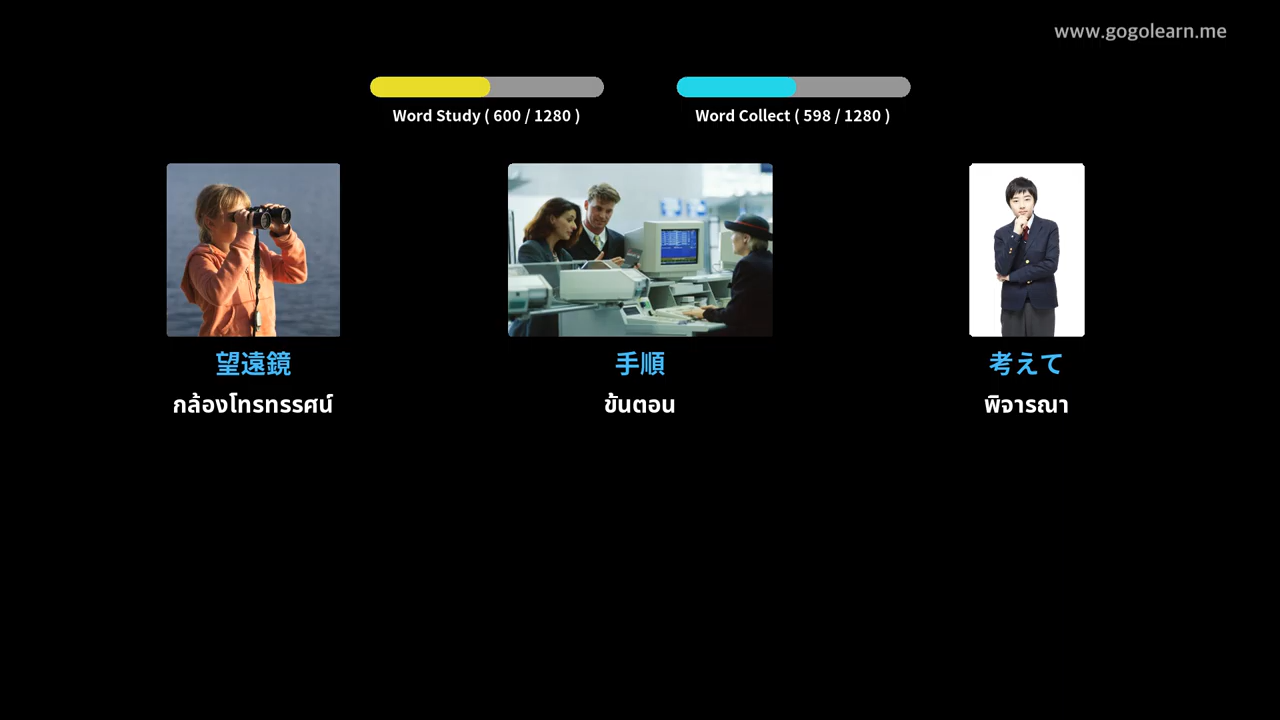 www.gogolearn.me
Word Study ( 600 / 1280 )
Word Collect ( 598 / 1280 )
望遠鏡
手順
考えて
กล้องโทรทรรศน์
ขั้นตอน
พิจารณา